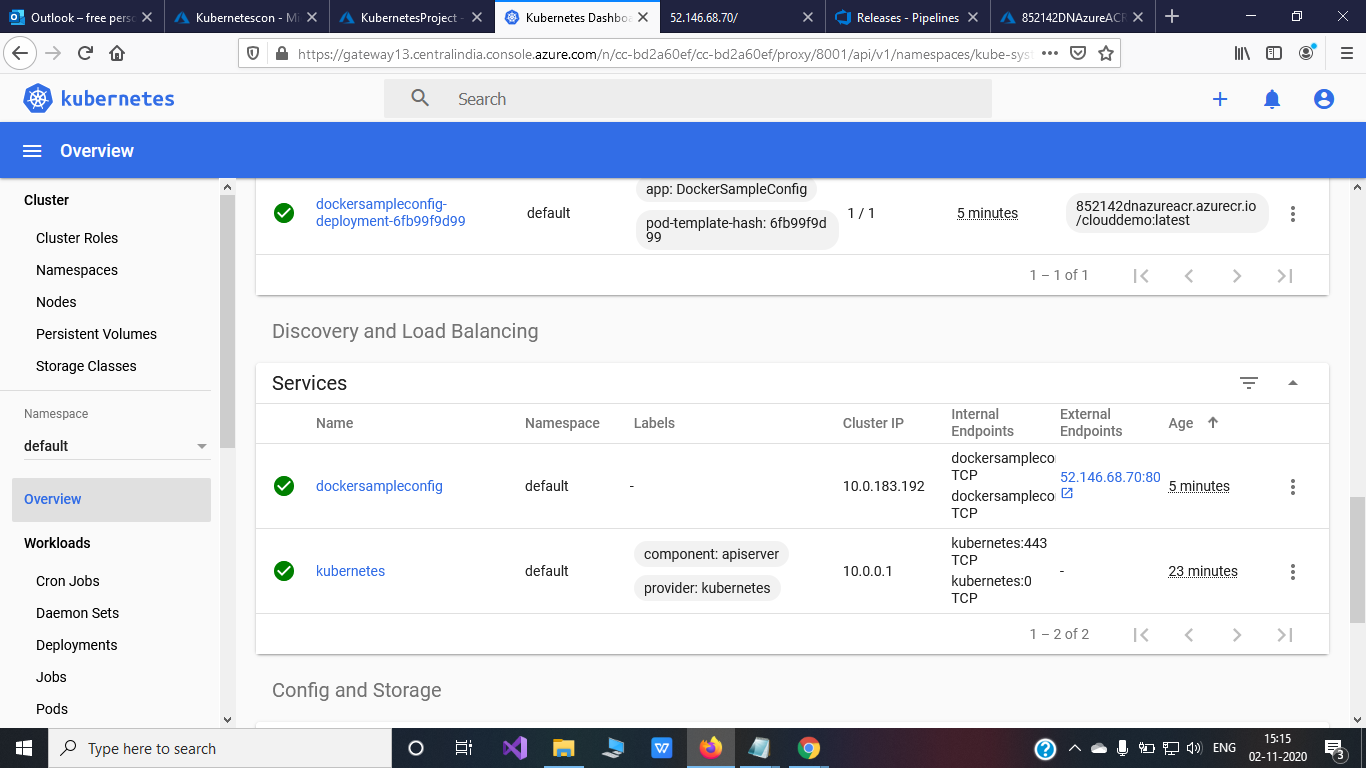 Outlook – free pers
Kubernetescon - Mi
KubernetesProject -
Kubernetes Dashbo
52.146.68.70/
Releases - Pipelines
852142DNAzureACR
https://gateway13.centralindia.console.azure.com/n/cc-bd2a60ef/cc-bd2a60ef/proxy/8001/api/v1/namespaces/kube-sys
kubernetes
Search
Overview
Cluster
Cluster Roles
Namespaces
Nodes
Persistent Volumes
Storage Classes
Namespace
default
Overview
Workloads
Cron Jobs
Daemon Sets
Deployments
Jobs
Pods
dockersampleconfig-
deployment-6fb99f9d99
default
app: DockerSampleConfig
pod-template-hash: 6fb99f9d
99
1 / 1
5 minutes
852142dnazureacr.azurecr.io
/clouddemo:latest
1 – 1 of 1
Discovery and Load Balancing
Services
Name
Namespace
Labels
Cluster IP
Internal
Endpoints
External
Endpoints
Age
dockersampleconfig
default
-
10.0.183.192
dockersampleco
TCP
dockersampleco
TCP
52.146.68.70:80
5 minutes
kubernetes
default
component: apiserver
provider: kubernetes
10.0.0.1
kubernetes:443
TCP
kubernetes:0
TCP
-
23 minutes
1 – 2 of 2
Config and Storage
Type here to search
ENG
15:15
02-11-2020
3